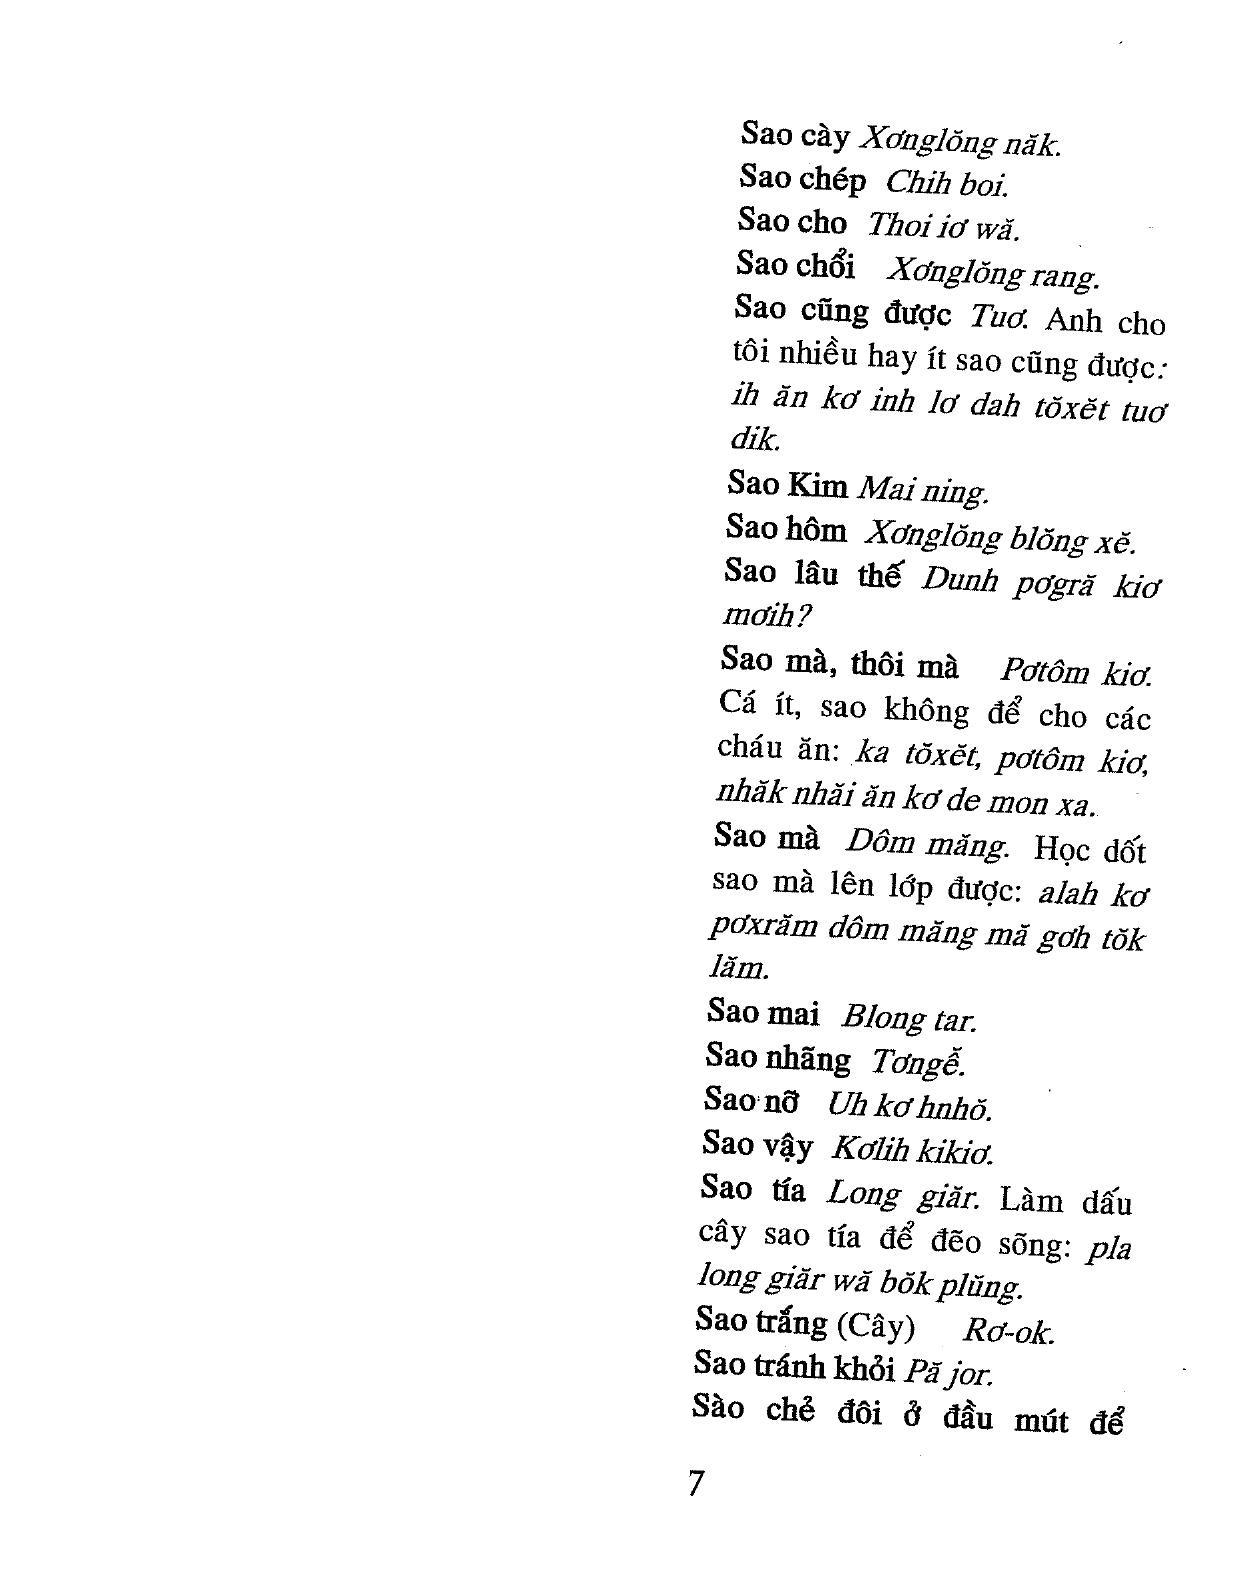 Sao cày Xơnglŏng năk.
Sao chép Chih boi.
Sao cho Thoi iơ wă.
Sao chổi Xơnglŏng rang.
Sao cũng được Tuơ. Anh cho
tôi nhiều hay ít sao cũng được:
ih ăn kơ inh lơ dah tŏxĕt tuơ
dik.
Sao Kim Mai ning.
Sao hôm Xơnglŏng blŏng xĕ.
Sao lâu thế Dunh pơgră kiơ
mơih?
Sao mà, thôi mà Pơtôm kiơ.
Cá ít, sao không để cho các
cháu ăn: ka tŏxĕt, pơtôm kiơ,
nhăk nhăi ăn kơ de mon xa.
Sao mà Dôm măng. Học dốt
sao mà lên lớp được: alah kơ
pơxrăm dôm măng mă gơh tŏk
lăm.
Sao mai Blong tar.
Sao nhãng Tơngễ.
Sao nỡ Uh kơ hnhŏ.
Sao vậy Kơlih kikiơ.
Sao tía Long giăr. Làm dấu
cây sao tía để đẽo sõng: pla
long giăr wă bŏk plŭng.
Sao trắng (Cây) Rơ-ok.
Sao tránh khỏi Pă jor.
Sào chẻ đôi ở đầu mút để
7